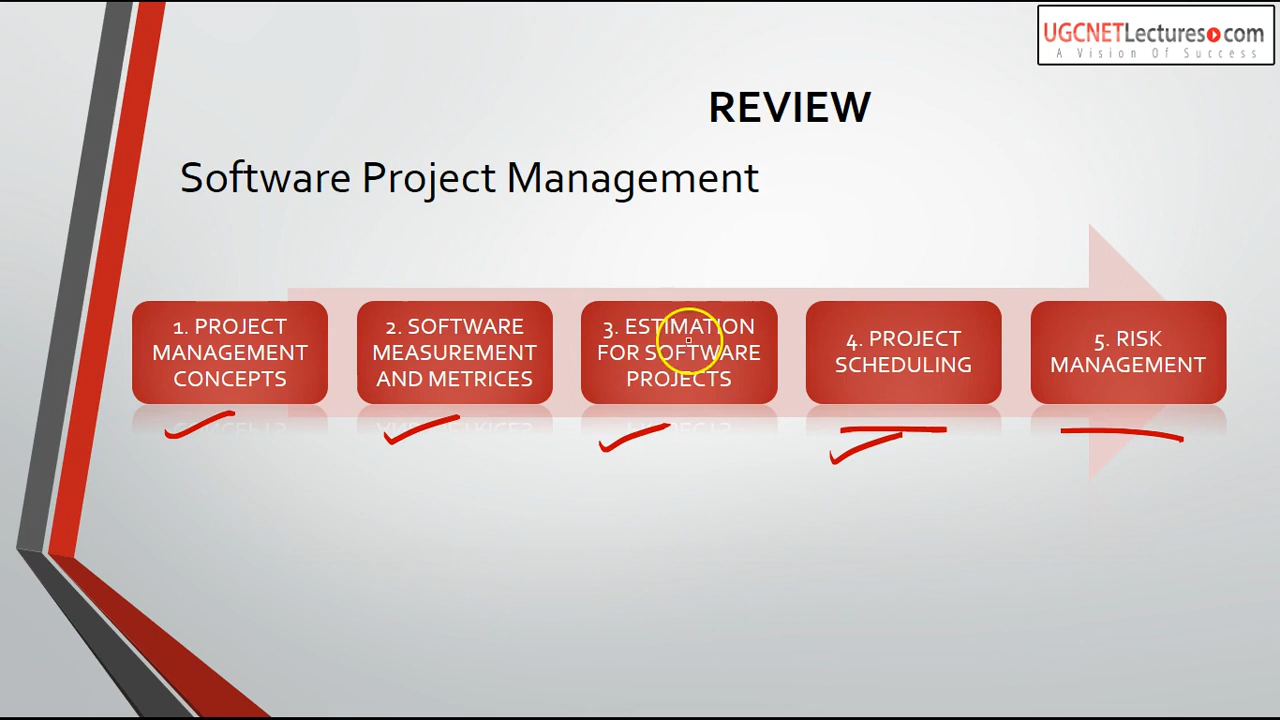 UGCNETLectures.com
A Vision Of Success
REVIEW
Software Project Management
1. PROJECT
MANAGEMENT
CONCEPTS
2. SOFTWARE
MEASUREMENT
AND METRICES
3. ESTIMATION
FOR SOFTWARE
PROJECTS
4. PROJECT
SCHEDULING
5. RISK
MANAGEMENT